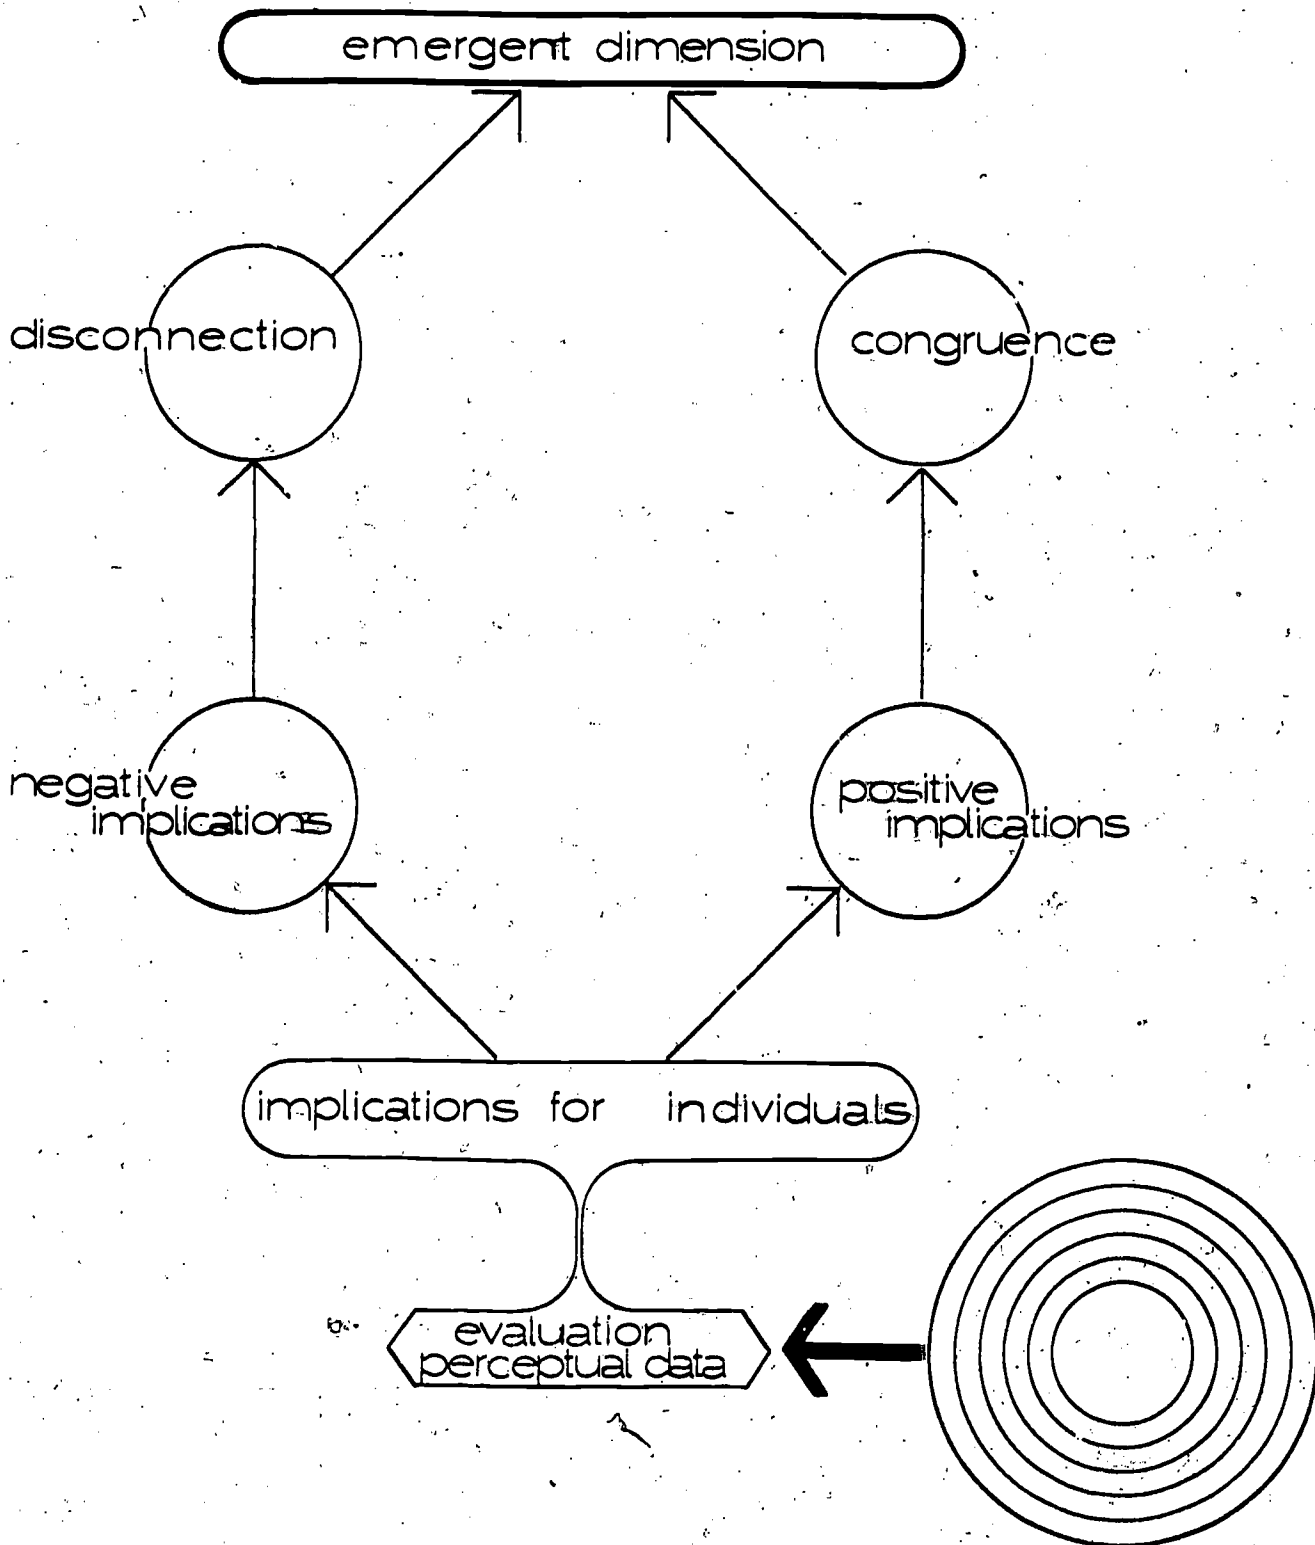 emergent dimension
disconnection
congruence
negative
implications
positive
implications
implications for individuals
evaluation
perceptual data